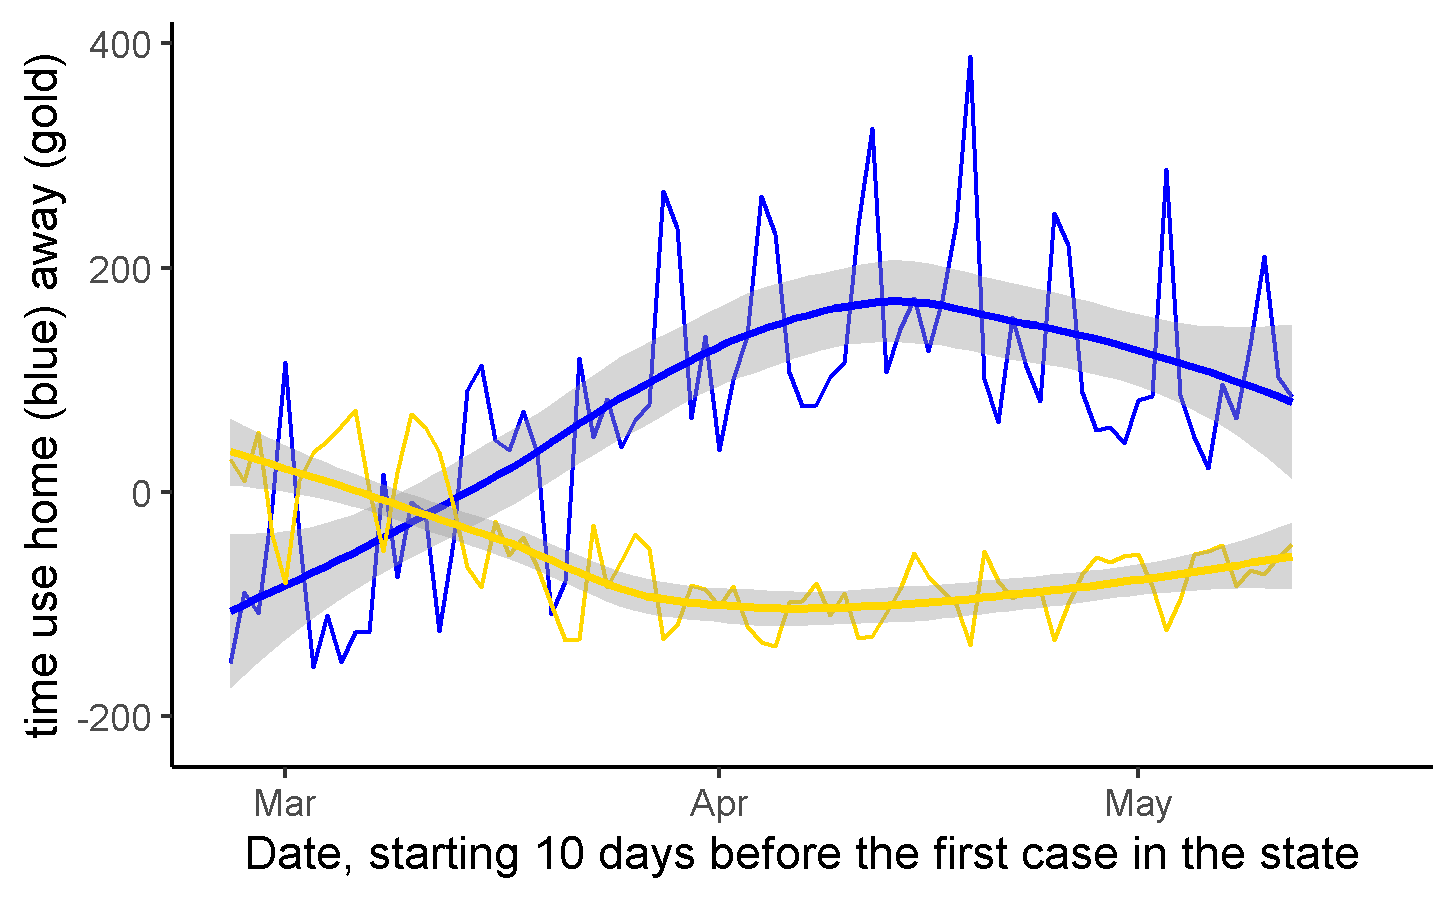 time use home (blue) away (gold)
400
200
0
-200
Mar
Apr
May
Date, starting 10 days before the first case in the state